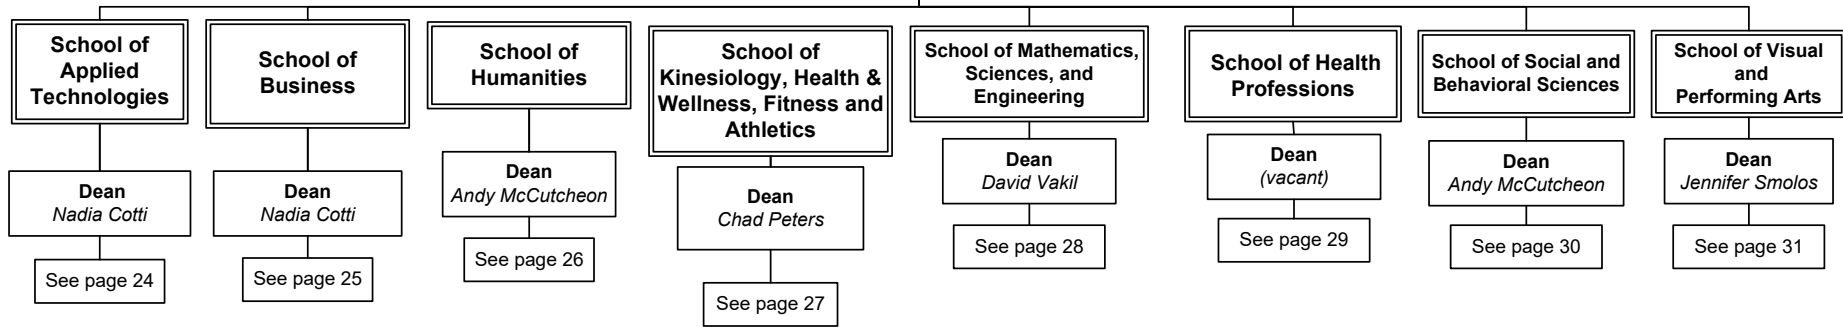 School of
Applied
Technologies
Dean
Nadia Cotti
See page 24
School of
Business
Dean
Nadia Cotti
See page 25
School of
Humanities
Dean
Andy McCutcheon
See page 26
School of
Kinesiology, Health &
Wellness, Fitness and
Athletics
Dean
Chad Peters
See page 27
School of Mathematics,
Sciences, and
Engineering
Dean
David Vakil
See page 28
School of Health
Professions
Dean
(vacant)
See page 29
School of Social and
Behavioral Sciences
Dean
Andy McCutcheon
See page 30
School of Visual
and
Performing Arts
Dean
Jennifer Smolos
See page 31